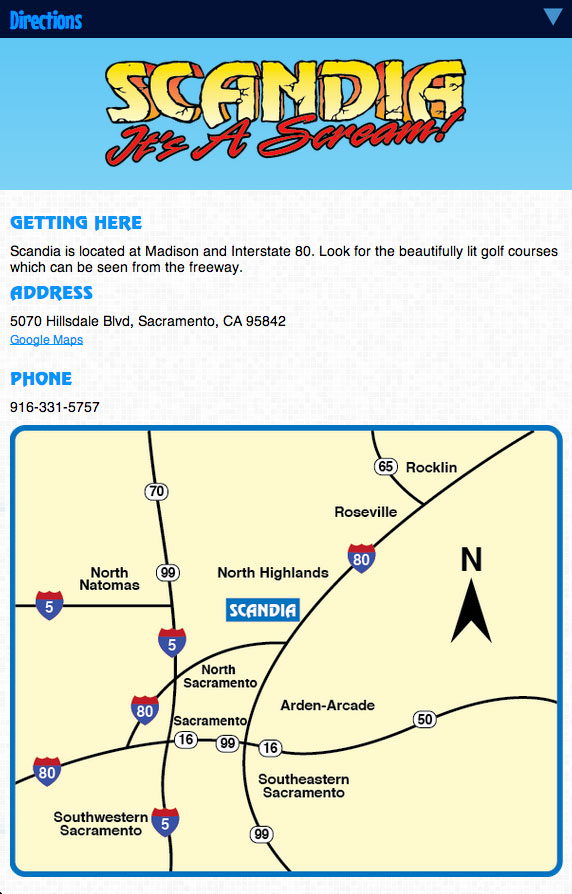 Directions
SCANDIA
It's A Scream!
GETTING HERE
Scandia is located at Madison and Interstate 80. Look for the beautifully lit golf courses
which can be seen from the freeway.
ADDRESS
5070 Hillsdale Blvd, Sacramento, CA 95842
Google Maps
PHONE
916-331-5757
65 Rocklin
70
Roseville
80
N
99
North Highlands
North
Natomas
5
SCANDIA
5
North
Sacramento
80
Arden-Arcade
Sacramento
50
16
99
16
80
Southeastern
Sacramento
Southwestern
Sacramento
5
99